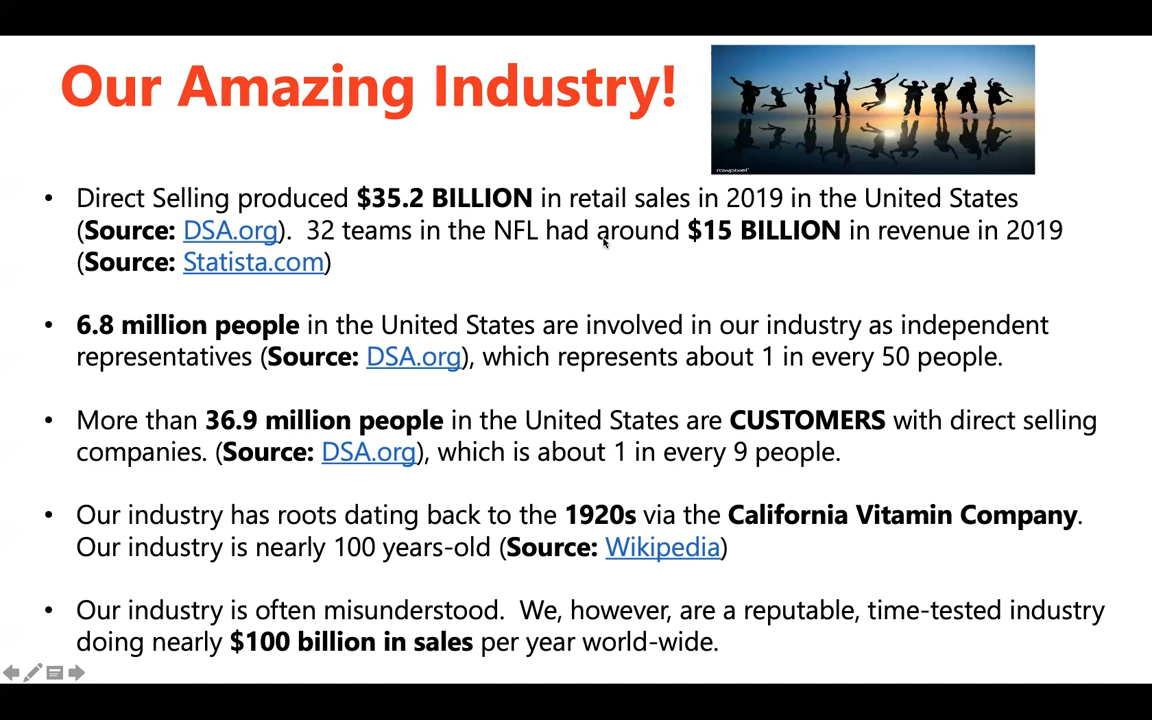 Our Amazing Industry!
rawpixel
• Direct Selling produced $35.2 BILLION in retail sales in 2019 in the United States
(Source: DSA.org).  32 teams in the NFL had around $15 BILLION in revenue in 2019
(Source: Statista.com)
• 6.8 million people in the United States are involved in our industry as independent
representatives (Source: DSA.org), which represents about 1 in every 50 people.
• More than 36.9 million people in the United States are CUSTOMERS with direct selling
companies. (Source: DSA.org), which is about 1 in every 9 people.
• Our industry has roots dating back to the 1920s via the California Vitamin Company.
Our industry is nearly 100 years-old (Source: Wikipedia)
• Our industry is often misunderstood.  We, however, are a reputable, time-tested industry
doing nearly $100 billion in sales per year world-wide.